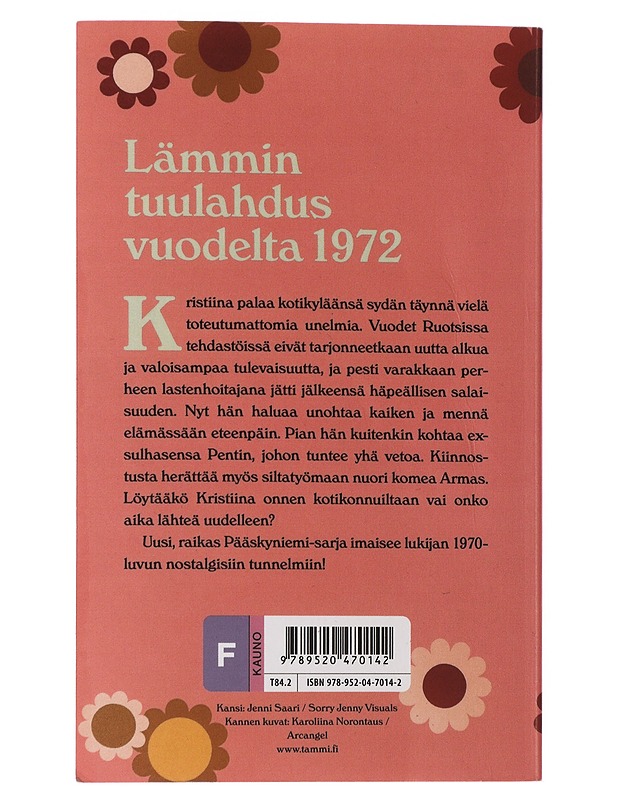 Lämmin
tuulahdus
vuodelta 1972
Kristiina palaa kotikyläänsä sydän täynnä vielä
toteutumattomia unelmia. Vuodet Ruotsissa
tehdastöissä eivät tarjonneetkaan uutta alkua
ja valoisampaa tulevaisuutta, ja pesti varakkaan per-
heen lastenhoitajana jätti jälkeensä häpeällisen salai-
suuden. Nyt hän haluaa unohtaa kaiken ja mennä
elämässään eteenpäin. Pian hän kuitenkin kohtaa ex-
sulhasensa Pentin, johon tuntee yhä vetoa. Kiinnos-
tusta herättää myös siltatyömaan nuori komea Armas.
Löytääkö Kristiina onnen kotikonnuiltaan vai onko
aika lähteä uudelleen?
Uusi, raikas Pääskyniemi-sarja imaisee lukijan 1970-
luvun nostalgisiin tunnelmiin!
F
KAUNO
9 789520 470142
T84.2
ISBN 978-952-04-7014-2
Kansi: Jenni Saari / Sorry Jenny Visuals
Kannen kuvat: Karoliina Norontaus /
Arcangel
www.tammi.fi